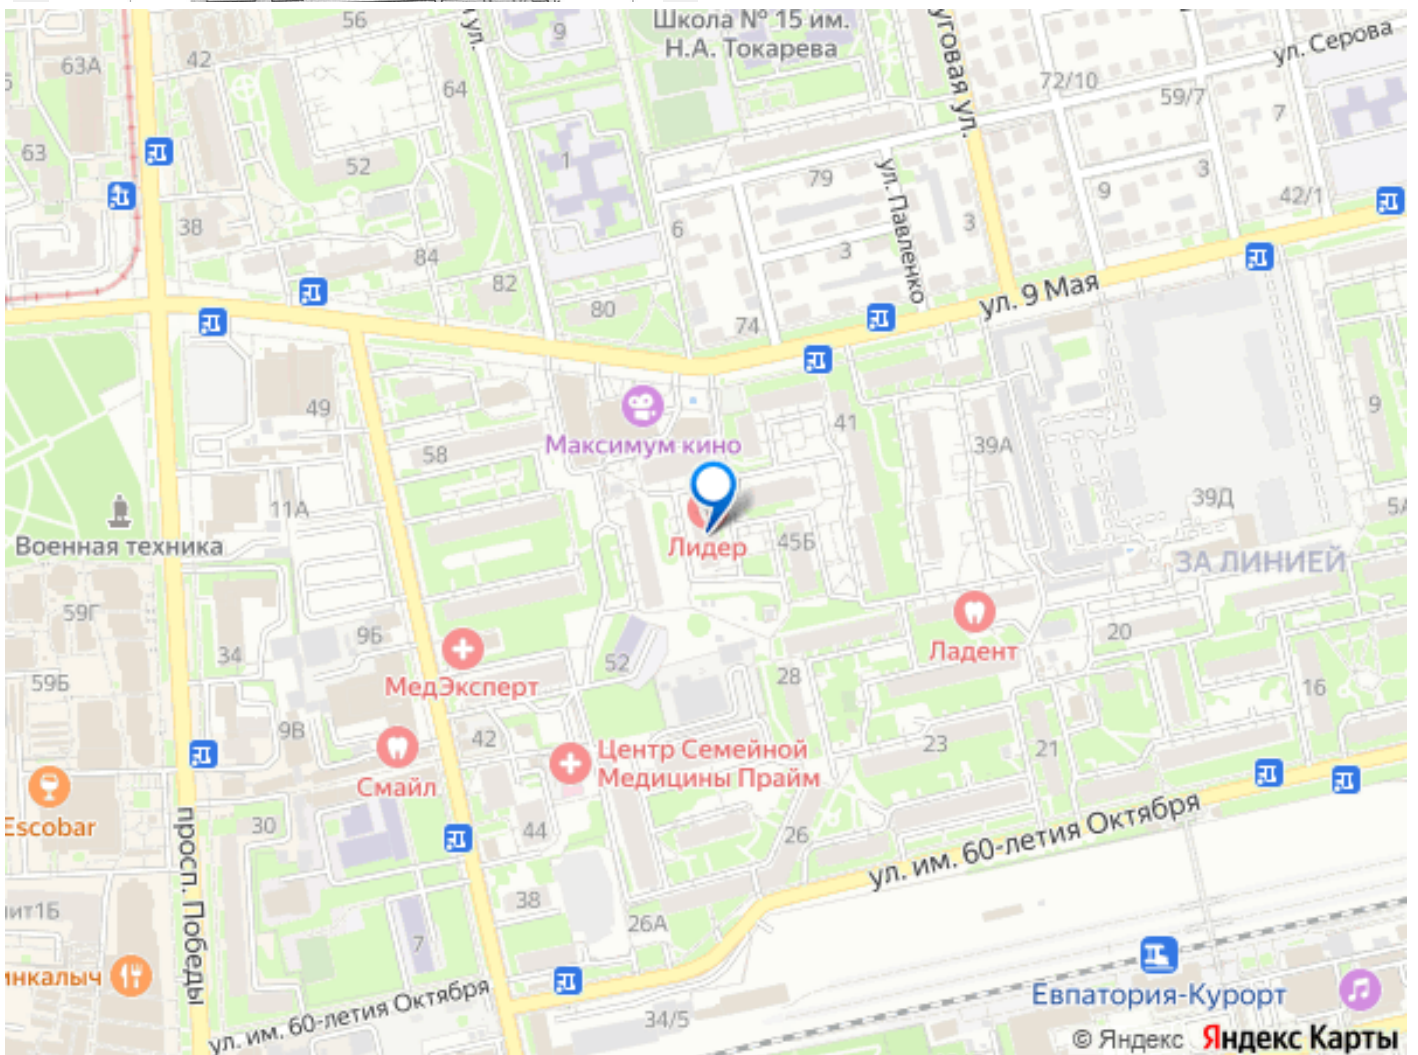 56
9
Школа № 15 им.
Н.А. Токарева
ул.
уговая ул.
ул. Серова
63А
42
64
72/10
59/7
7
63
52
1
79
ул. Павленко
9
3
42/1
38
6
3
84
3
82
80
74
ул. 9 Мая
49
Максимум кино
58
41
39А
9
11А
39Д
5А
Военная техника
Лидер
45Б
ЗА ЛИНИЕЙ
59Г
9Б
34
Ладент
20
59Б
МедЭксперт
52
28
16
9В
42
Центр Семейной
Медицины Прайм
23
21
Смайл
Escobar
просп. Победы
30
44
26
ул. им. 60-летия Октября
ит1Б
38
26А
7
инкалыч
ул. им. 60-летия Октября
34/5
Евпатория-Курорт
© Яндекс Яндекс Карты